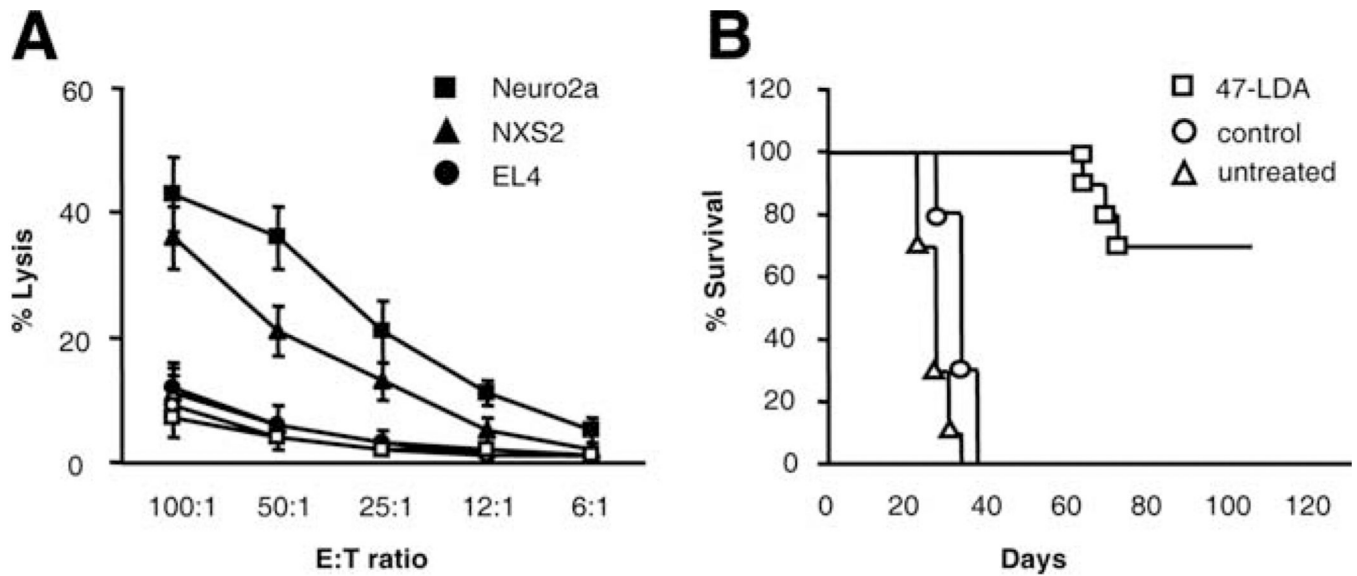 A
60
40
20
0
% Lysis
Neuro2a
NXS2
EL4
100:1 50:1 25:1 12:1 6:1
E:T ratio
B
120
100
80
60
40
20
0
% Survival
47-LDA
control
untreated
0 20 40 60 80 100 120
Days